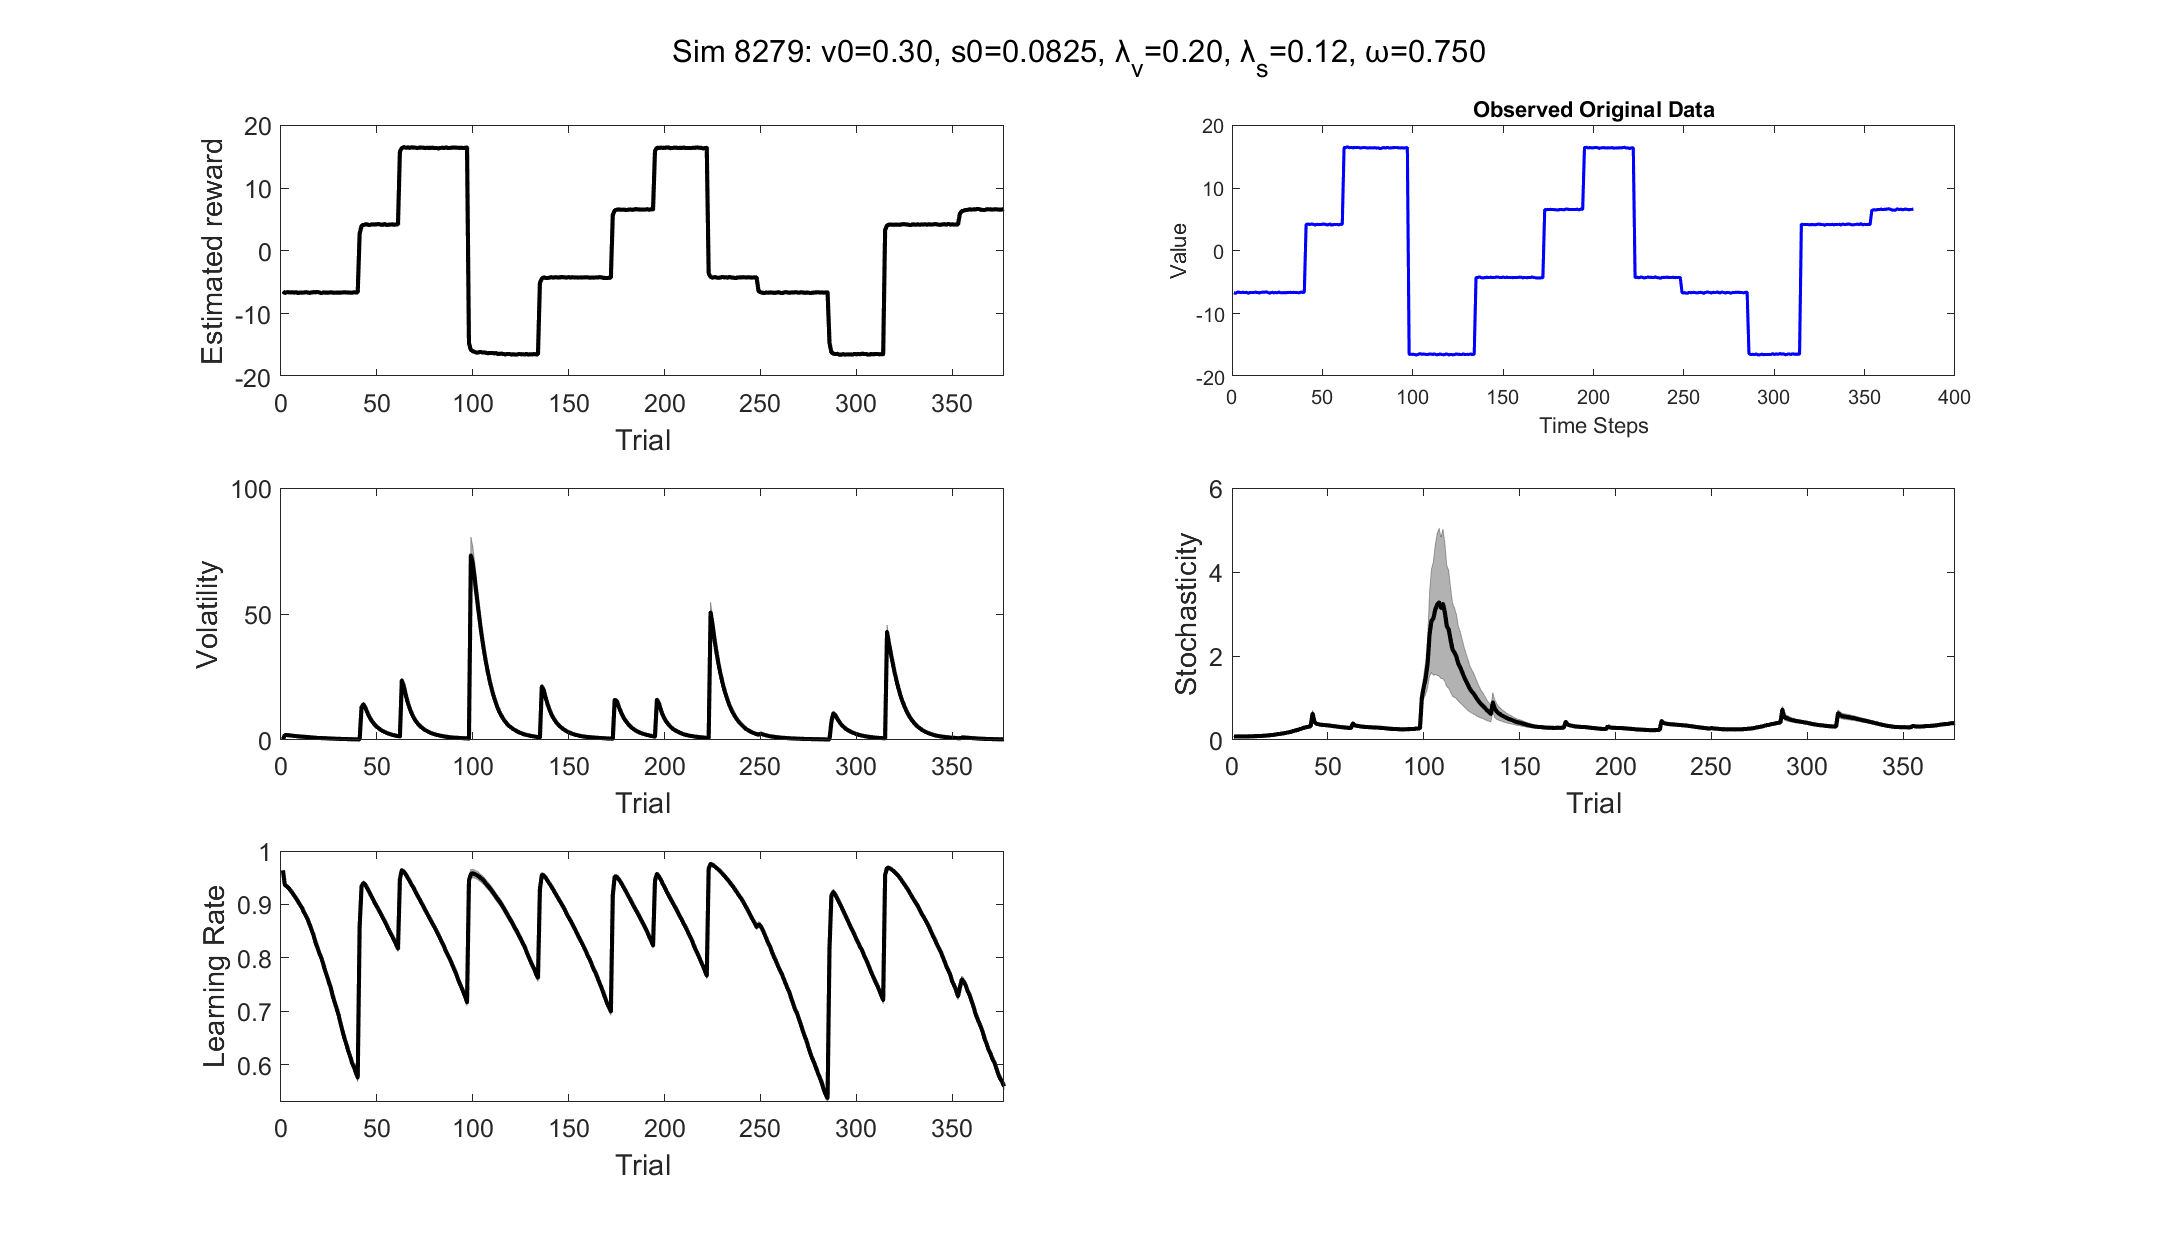 Sim 8279: v0=0.30, s0=0.0825, λv=0.20, λs=0.12, ω=0.750
Estimated reward
20
10
0
-10
-20
0 50 100 150 200 250 300 350
Trial
Observed Original Data
Value
20
10
0
-10
-20
0 50 100 150 200 250 300 350 400
Time Steps
Volatility
100
50
0
0 50 100 150 200 250 300 350
Trial
Stochasticity
6
4
2
0
0 50 100 150 200 250 300 350
Trial
Learning Rate
1
0.9
0.8
0.7
0.6
0 50 100 150 200 250 300 350
Trial